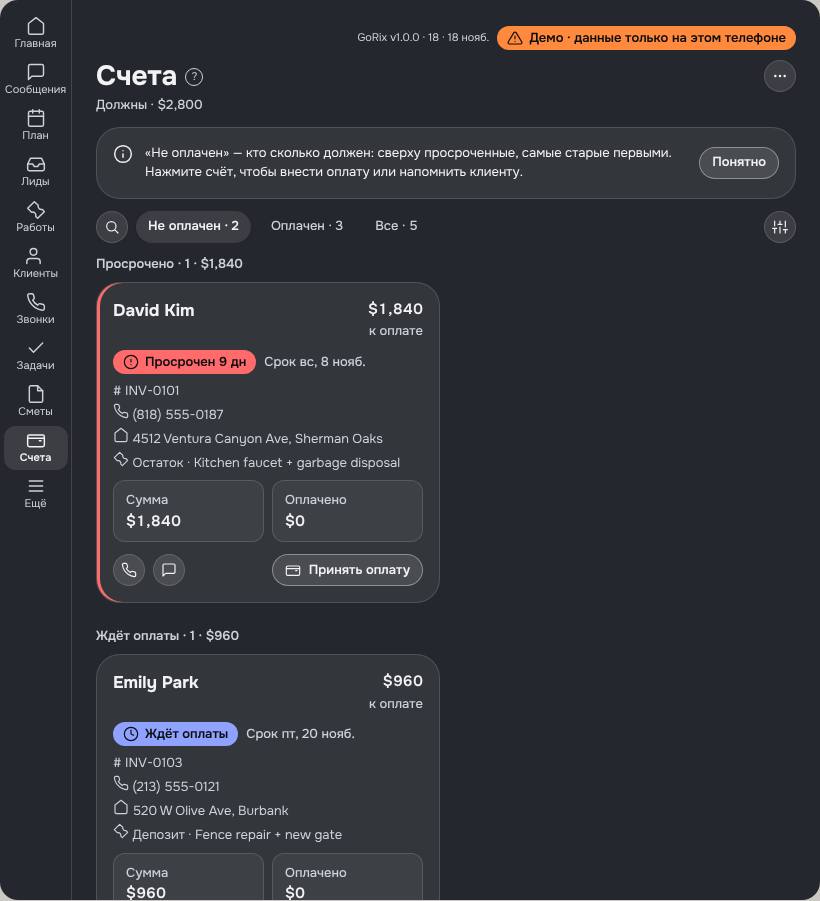 Главная
Сообщения
План
Лиды
Работы
Клиенты
Звонки
Задачи
Сметы
Счета
Ещё
GoRix v1.0.0 · 18 · 18 нояб.
Демо · данные только на этом телефоне
Счета ?
Должны · $2,800
«Не оплачен» — кто сколько должен: сверху просроченные, самые старые первыми.
Нажмите счёт, чтобы внести оплату или напомнить клиенту.
Понятно
Не оплачен · 2
Оплачен · 3
Все · 5
Просрочено · 1 · $1,840
David Kim
$1,840
к оплате
Просрочен 9 дн
Срок вс, 8 нояб.
# INV-0101
(818) 555-0187
4512 Ventura Canyon Ave, Sherman Oaks
Остаток · Kitchen faucet + garbage disposal
Сумма
$1,840
Оплачено
$0
Принять оплату
Ждёт оплаты · 1 · $960
Emily Park
$960
к оплате
Ждёт оплаты
Срок пт, 20 нояб.
# INV-0103
(213) 555-0121
520 W Olive Ave, Burbank
Депозит · Fence repair + new gate
Сумма
$960
Оплачено
$0